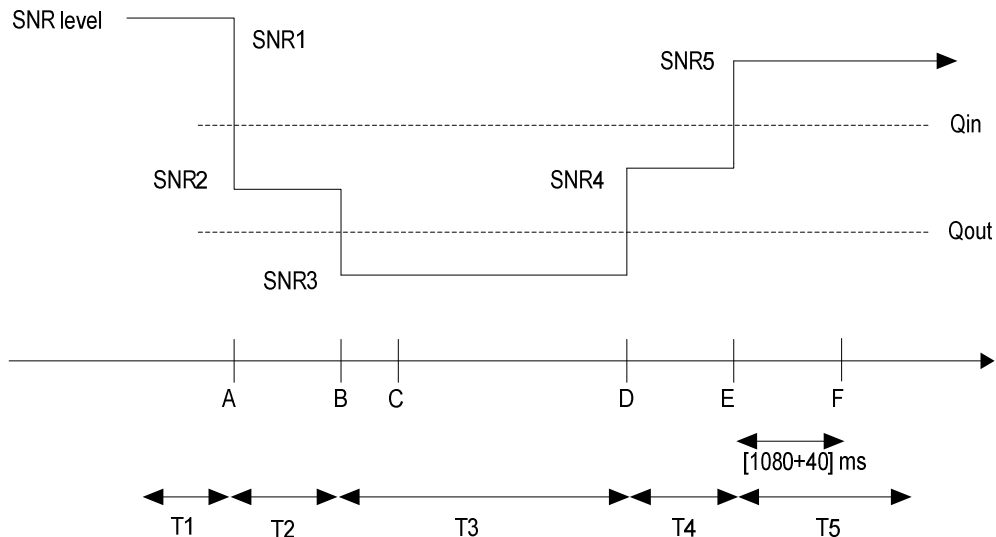 SNR level
SNR1
SNR5
Qin
SNR2
SNR4
Qout
SNR3
A B C D E F
[1080+40] ms
T1 T2 T3 T4 T5